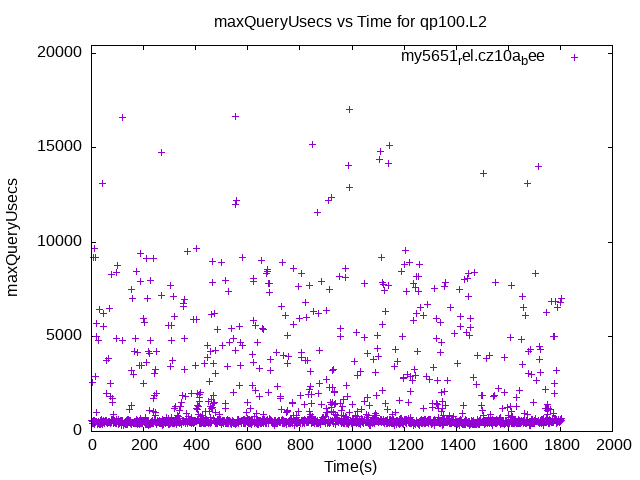 maxQueryUsecs vs Time for qp100.L2
my5651rel.cz10abee
maxQueryUsecs
20000
15000
10000
5000
0
0 200 400 600 800 1000 1200 1400 1600 1800 2000
Time(s)